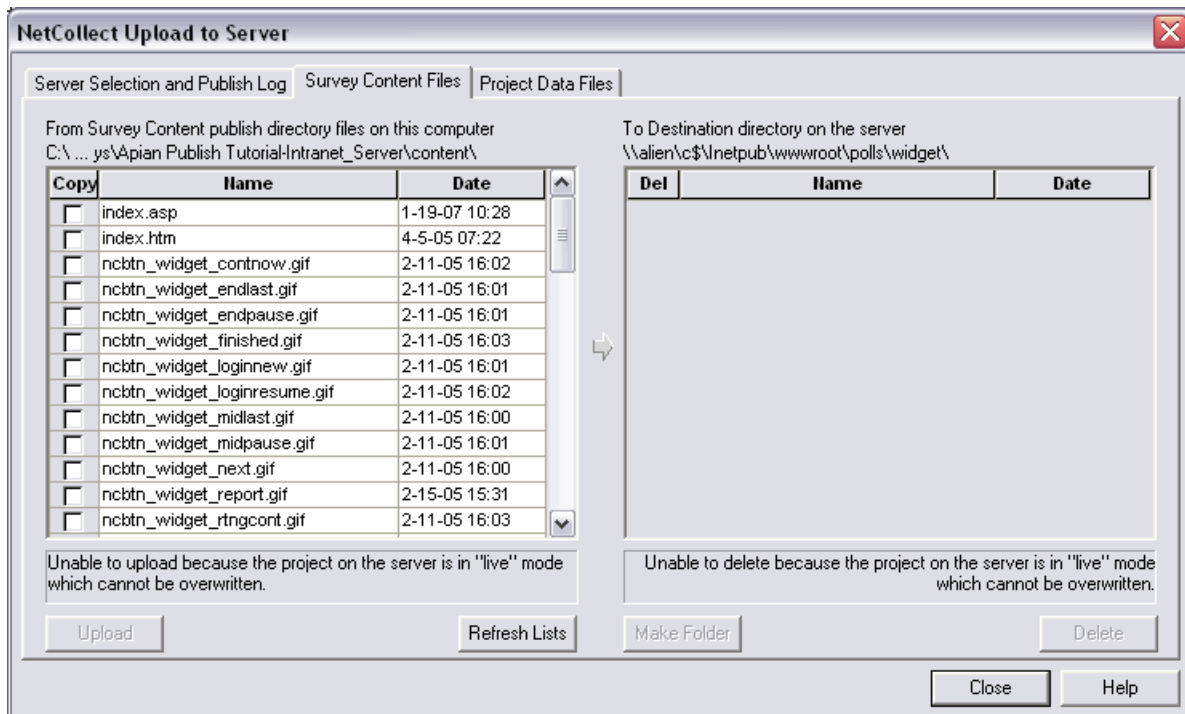 NetCollect Upload to Server
Server Selection and Publish Log
Survey Content Files
Project Data Files
From Survey Content publish directory files on this computer
C:\ ... ys\Apian Publish Tutorial-Intranet_Server\content\
Copy Name Date
index.asp 1-19-07 10:28
index.htm 4-5-05 07:22
ncbtn_widget_contnow.gif 2-11-05 16:02
ncbtn_widget_endlast.gif 2-11-05 16:01
ncbtn_widget_endpause.gif 2-11-05 16:01
ncbtn_widget_finished.gif 2-11-05 16:03
ncbtn_widget_loginnew.gif 2-11-05 16:01
ncbtn_widget_loginresume.gif 2-11-05 16:02
ncbtn_widget_midlast.gif 2-11-05 16:00
ncbtn_widget_midpause.gif 2-11-05 16:01
ncbtn_widget_next.gif 2-11-05 16:00
ncbtn_widget_report.gif 2-15-05 15:31
ncbtn_widget_rtngcont.gif 2-11-05 16:03
Unable to upload because the project on the server is in "live" mode
which cannot be overwritten.
Upload
Refresh Lists
To Destination directory on the server
\\alien\c$\Inetpub\wwwroot\polls\widget\
Del Name Date
Unable to delete because the project on the server is in "live" mode
which cannot be overwritten.
Make Folder
Delete
Close
Help